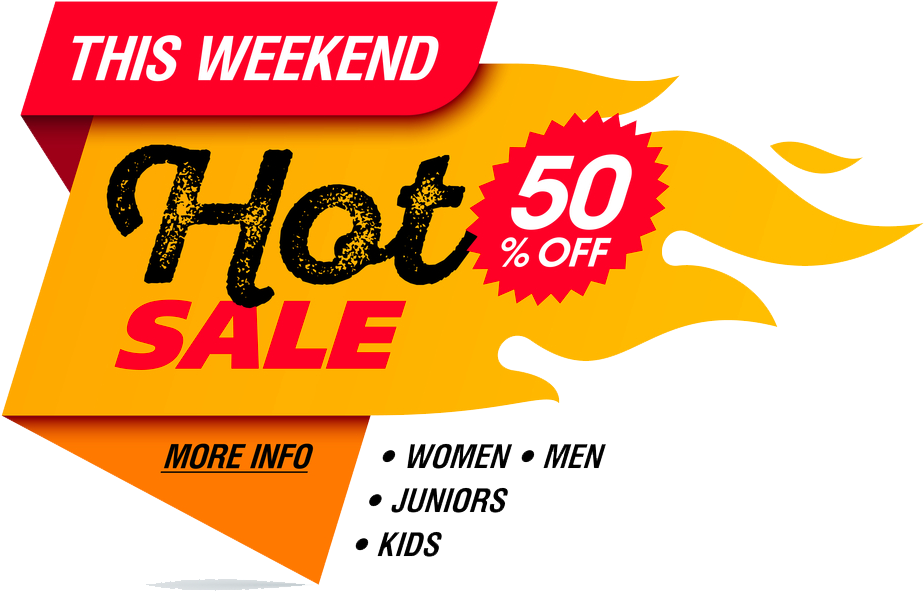 THIS WEEKEND
Hot
SALE
50
% OFF
MORE INFO
• WOMEN • MEN
• JUNIORS
• KIDS